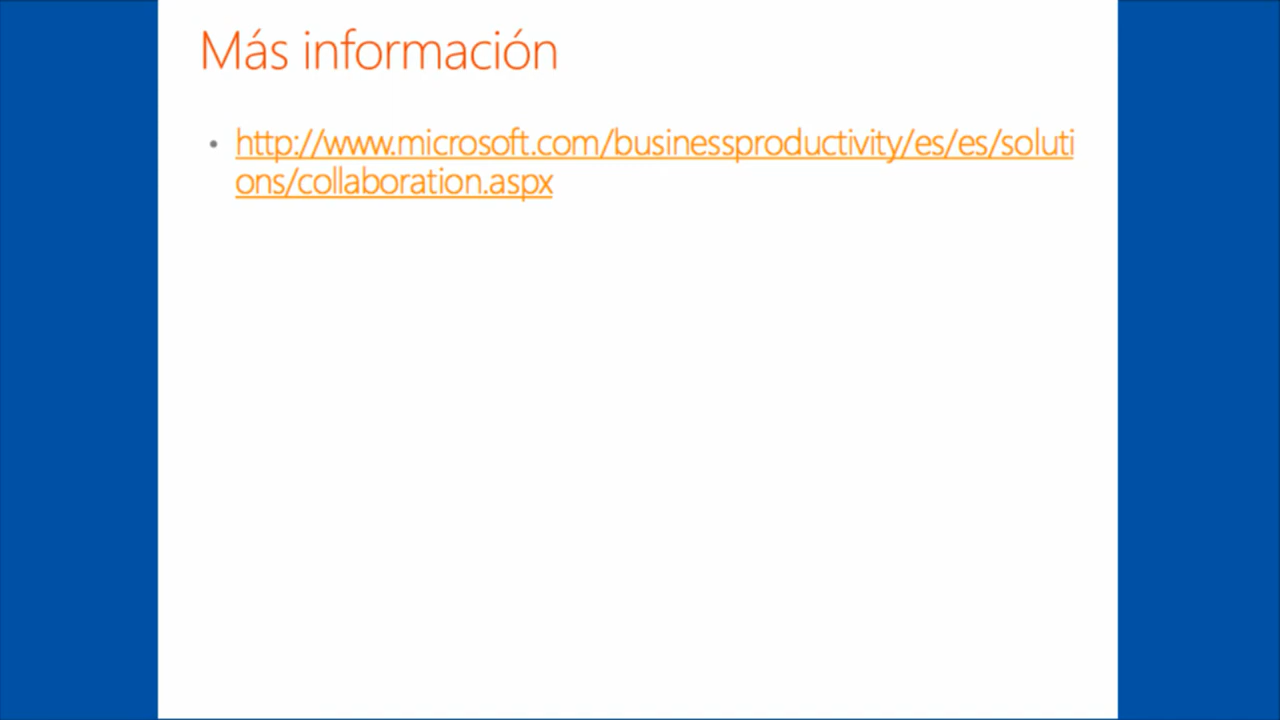 Más información
• http://www.microsoft.com/businessproductivity/es/es/soluti
ons/collaboration.aspx